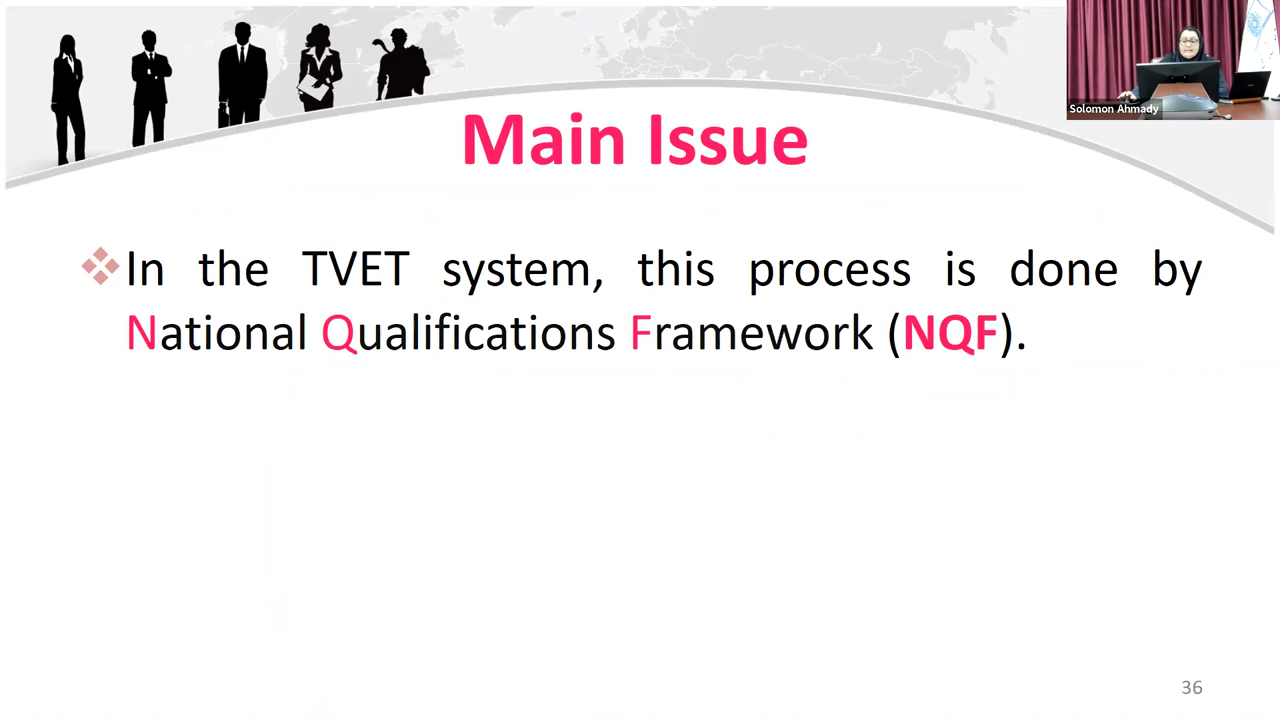 Solomon Ahmady
Main Issue
In the TVET system, this process is done by
National Qualifications Framework (NQF).
36